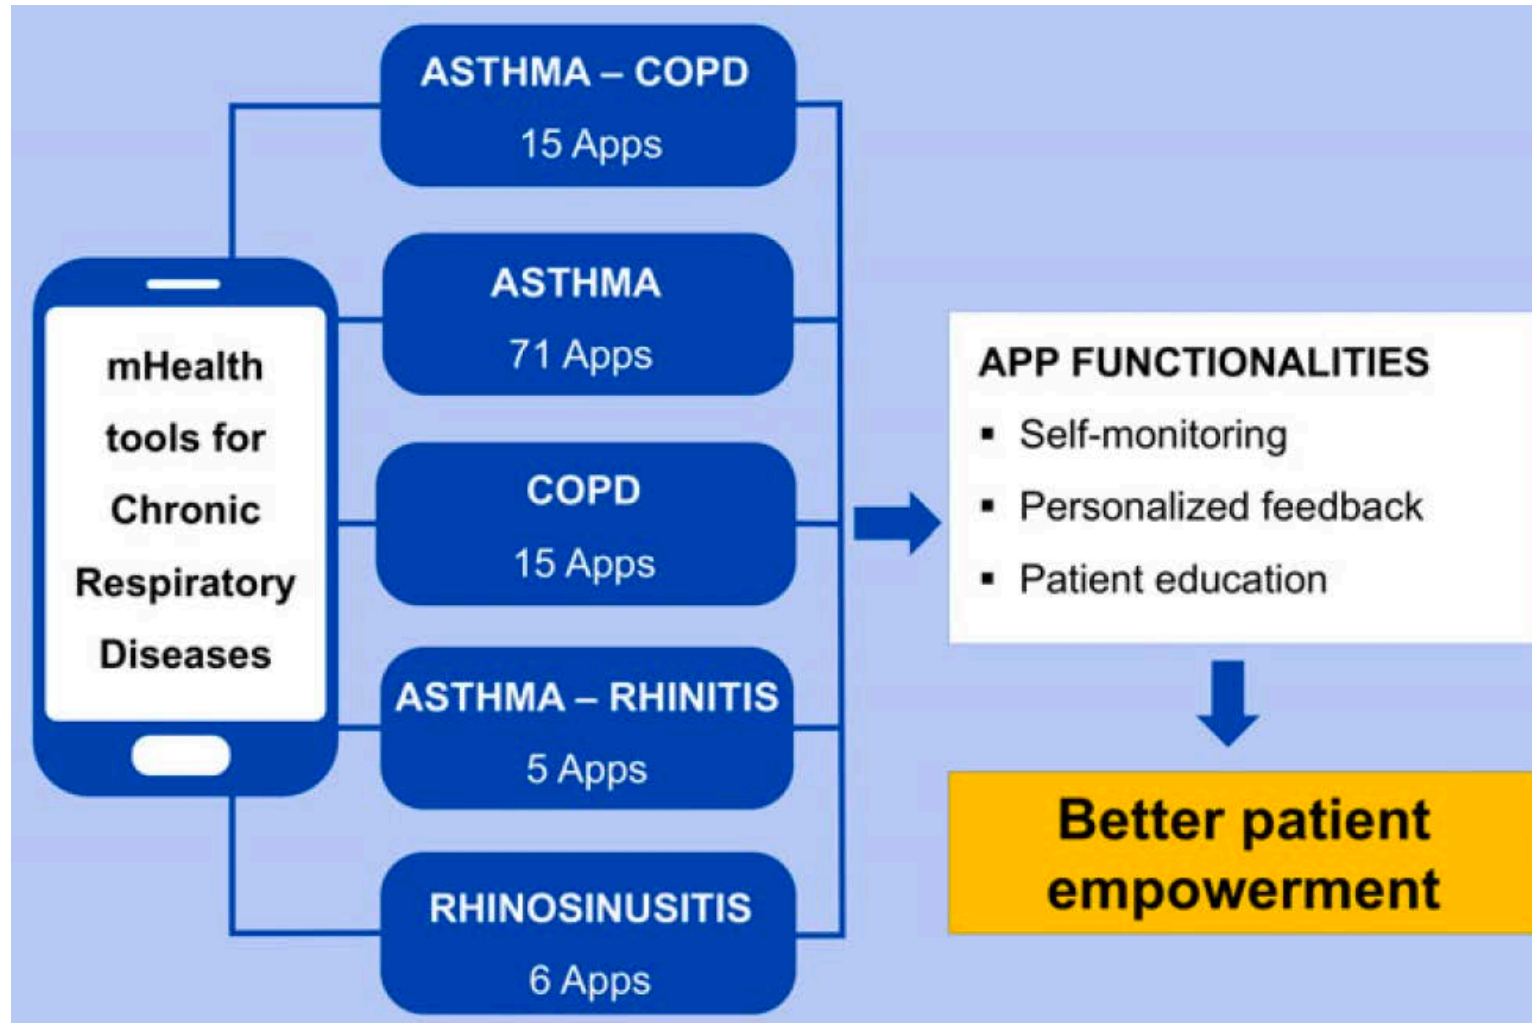 mHealth
tools for
Chronic
Respiratory
Diseases
ASTHMA – COPD
15 Apps
ASTHMA
71 Apps
COPD
15 Apps
ASTHMA – RHINITIS
5 Apps
RHINOSINUSITIS
6 Apps
APP FUNCTIONALITIES
▪ Self-monitoring
▪ Personalized feedback
▪ Patient education
Better patient
empowerment